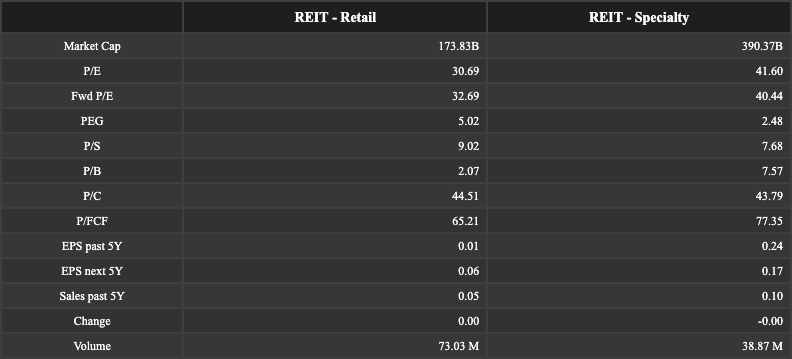 REIT - Retail REIT - Specialty
Market Cap 173.83B 390.37B
P/E 30.69 41.60
Fwd P/E 32.69 40.44
PEG 5.02 2.48
P/S 9.02 7.68
P/B 2.07 7.57
P/C 44.51 43.79
P/FCF 65.21 77.35
EPS past 5Y 0.01 0.24
EPS next 5Y 0.06 0.17
Sales past 5Y 0.05 0.10
Change 0.00 -0.00
Volume 73.03 M 38.87 M